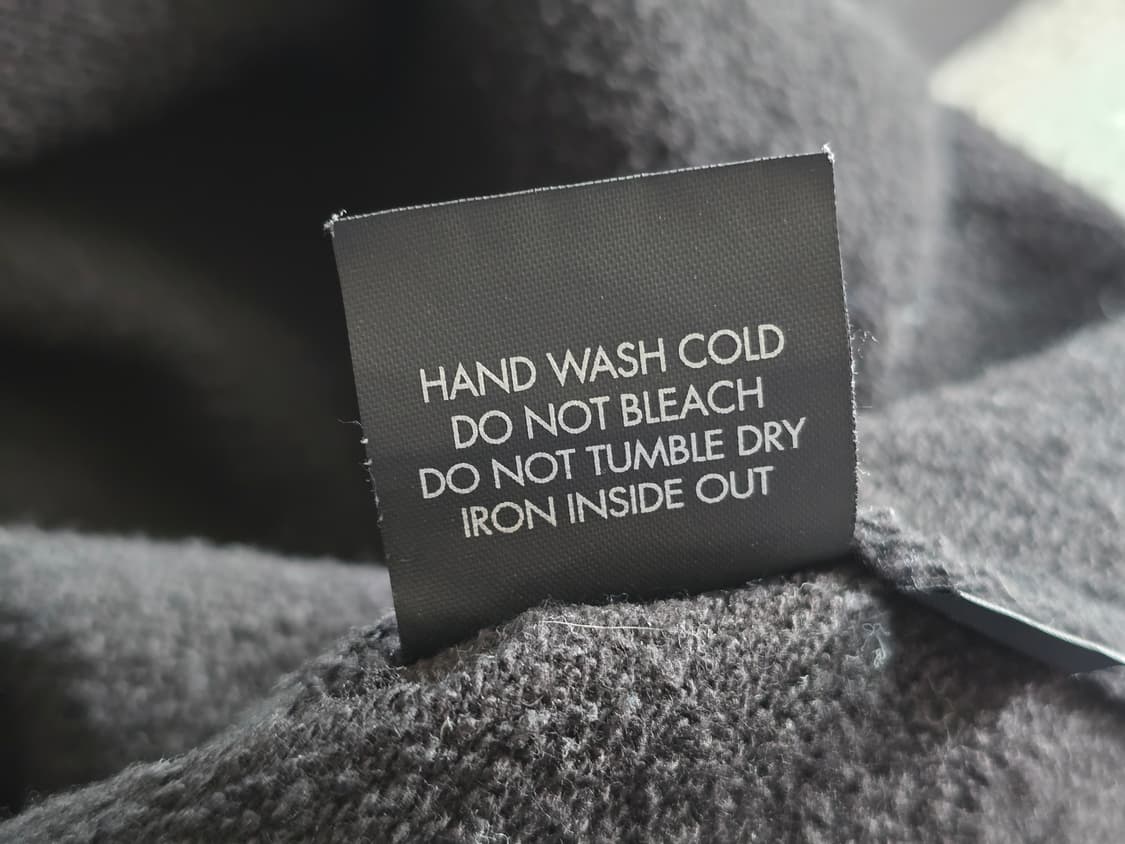 HAND WASH COLD
DO NOT BLEACH
DO NOT TUMBLE DRY
IRON INSIDE OUT